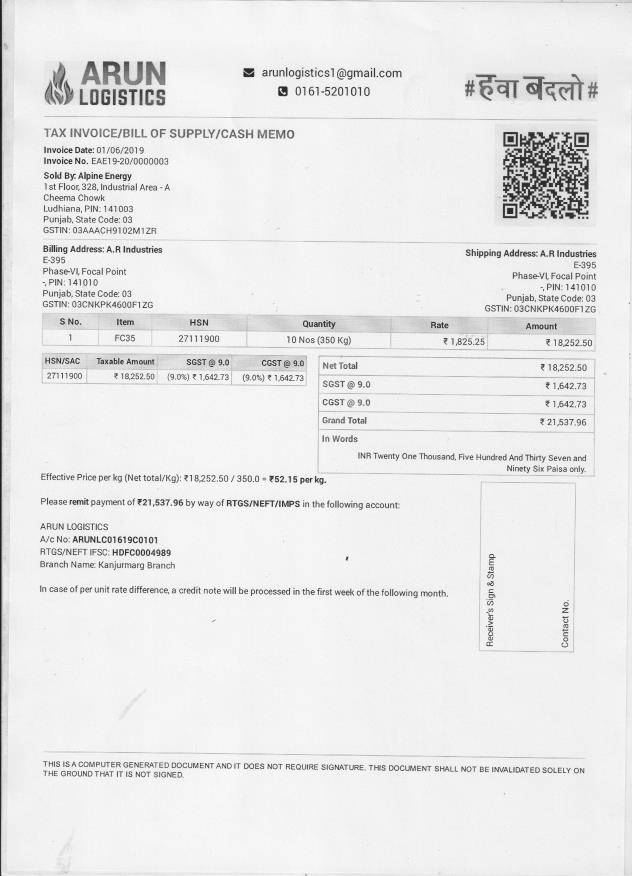 ARUN
LOGISTICS
arunlogistics1@gmail.com
0161-5201010
#हवा बदलो#
TAX INVOICE/BILL OF SUPPLY/CASH MEMO
Invoice Date: 01/06/2019
Invoice No. EAE19-20/0000003
Sold By: Alpine Energy
1st Floor, 328, Industrial Area - A
Cheema Chowk
Ludhiana, PIN: 141003
Punjab, State Code: 03
GSTIN: 03AAACH9102M1ZR
Billing Address: A.R Industries
E-395
Phase-VI, Focal Point
-, PIN: 141010
Punjab, State Code: 03
GSTIN: 03CNKPK4600F1ZG
Shipping Address: A.R Industries
E-395
Phase-VI, Focal Point
-, PIN: 141010
Punjab, State Code: 03
GSTIN: 03CNKPK4600F1ZG
S No. Item HSN Quantity Rate Amount
1 FC35 27111900 10 Nos (350 Kg) ₹ 1,825.25 ₹ 18,252.50
HSN/SAC Taxable Amount SGST @ 9.0 CGST @ 9.0
27111900 ₹ 18,252.50 (9.0%) ₹ 1,642.73 (9.0%) ₹ 1,642.73
Net Total ₹ 18,252.50
SGST @ 9.0 ₹ 1,642.73
CGST @ 9.0 ₹ 1,642.73
Grand Total ₹ 21,537.96
In Words
INR Twenty One Thousand, Five Hundred And Thirty Seven and
Ninety Six Paisa only.
Effective Price per kg (Net total/Kg): ₹18,252.50 / 350.0 = ₹52.15 per kg.
Please remit payment of ₹21,537.96 by way of RTGS/NEFT/IMPS in the following account:
ARUN LOGISTICS
A/c No: ARUNLC01619C0101
RTGS/NEFT IFSC: HDFC0004989
Branch Name: Kanjurmarg Branch
In case of per unit rate difference, a credit note will be processed in the first week of the following month.
Receiver's Sign & Stamp
Contact No.
THIS IS A COMPUTER GENERATED DOCUMENT AND IT DOES NOT REQUIRE SIGNATURE. THIS DOCUMENT SHALL NOT BE INVALIDATED SOLELY ON
THE GROUND THAT IT IS NOT SIGNED.